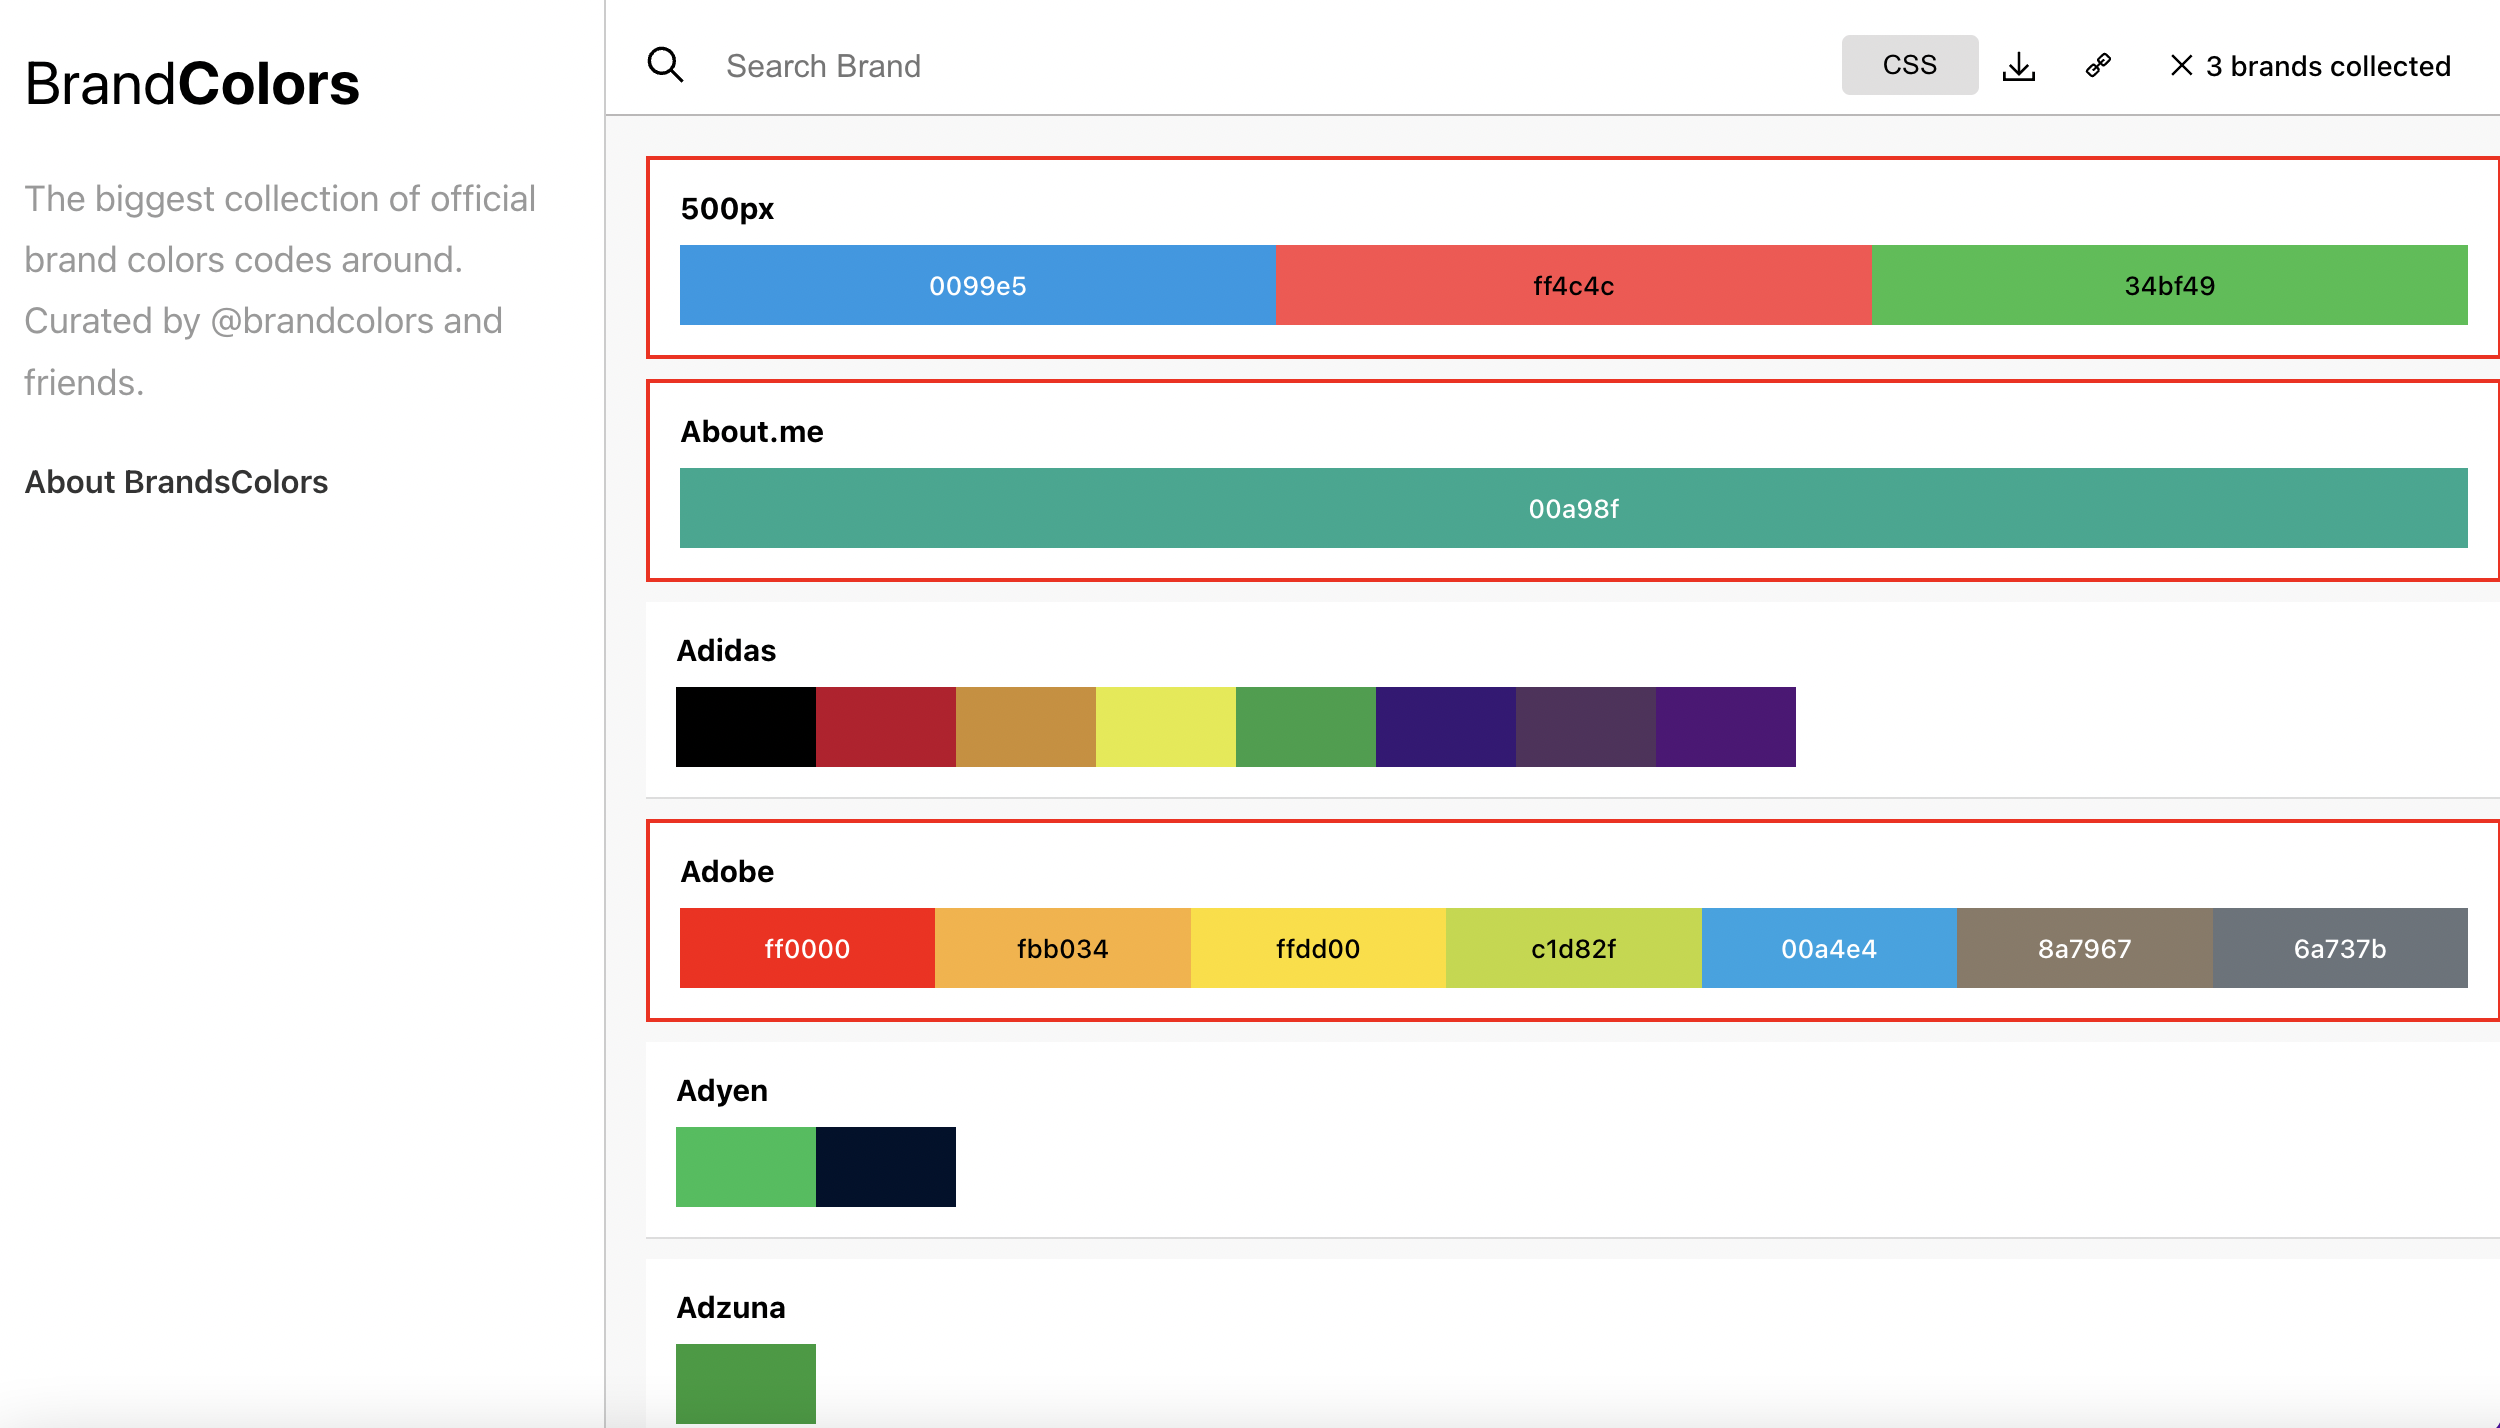 BrandColors
The biggest collection of official
brand colors codes around.
Curated by @brandcolors and
friends.
About BrandsColors
Search Brand
CSS
3 brands collected
500px
0099e5 ff4c4c 34bf49
About.me
00a98f
Adidas
Adobe
ff0000 fbb034 ffdd00 c1d82f 00a4e4 8a7967 6a737b
Adyen
Adzuna